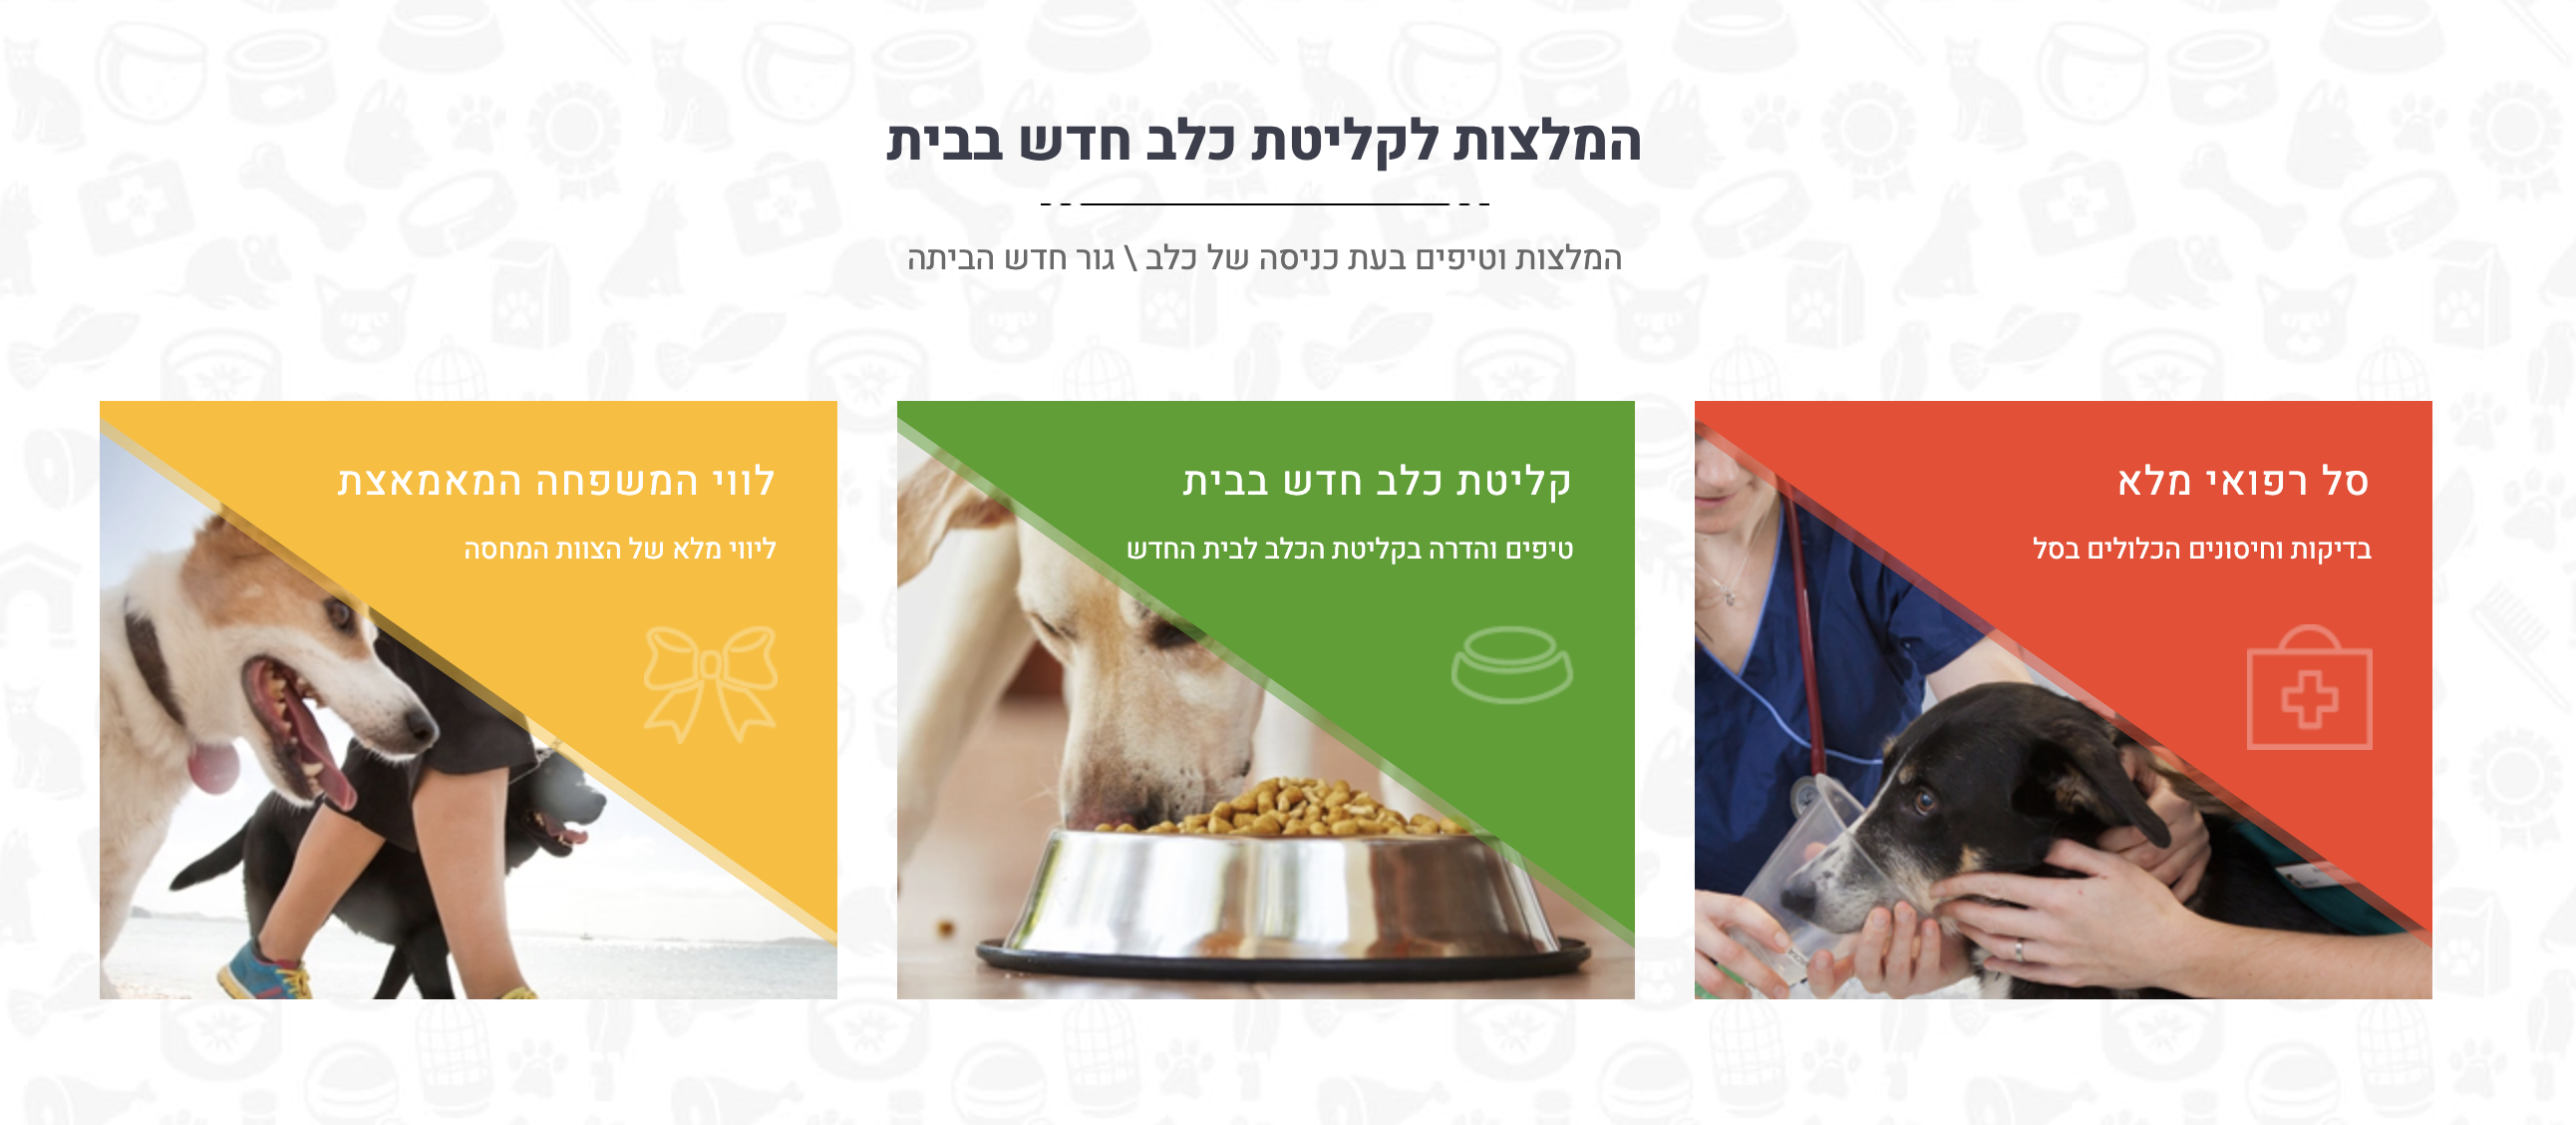 המלצות לקליטת כלב חדש בבית
המלצות וטיפים בעת כניסה של כלב \ גור חדש הביתה
סל רפואי מלא
בדיקות וחיסונים הכלולים בסל
קליטת כלב חדש בבית
טיפים והדרה בקליטת הכלב לבית החדש
לווי המשפחה המאמאצת
ליווי מלא של הצוות המחסה